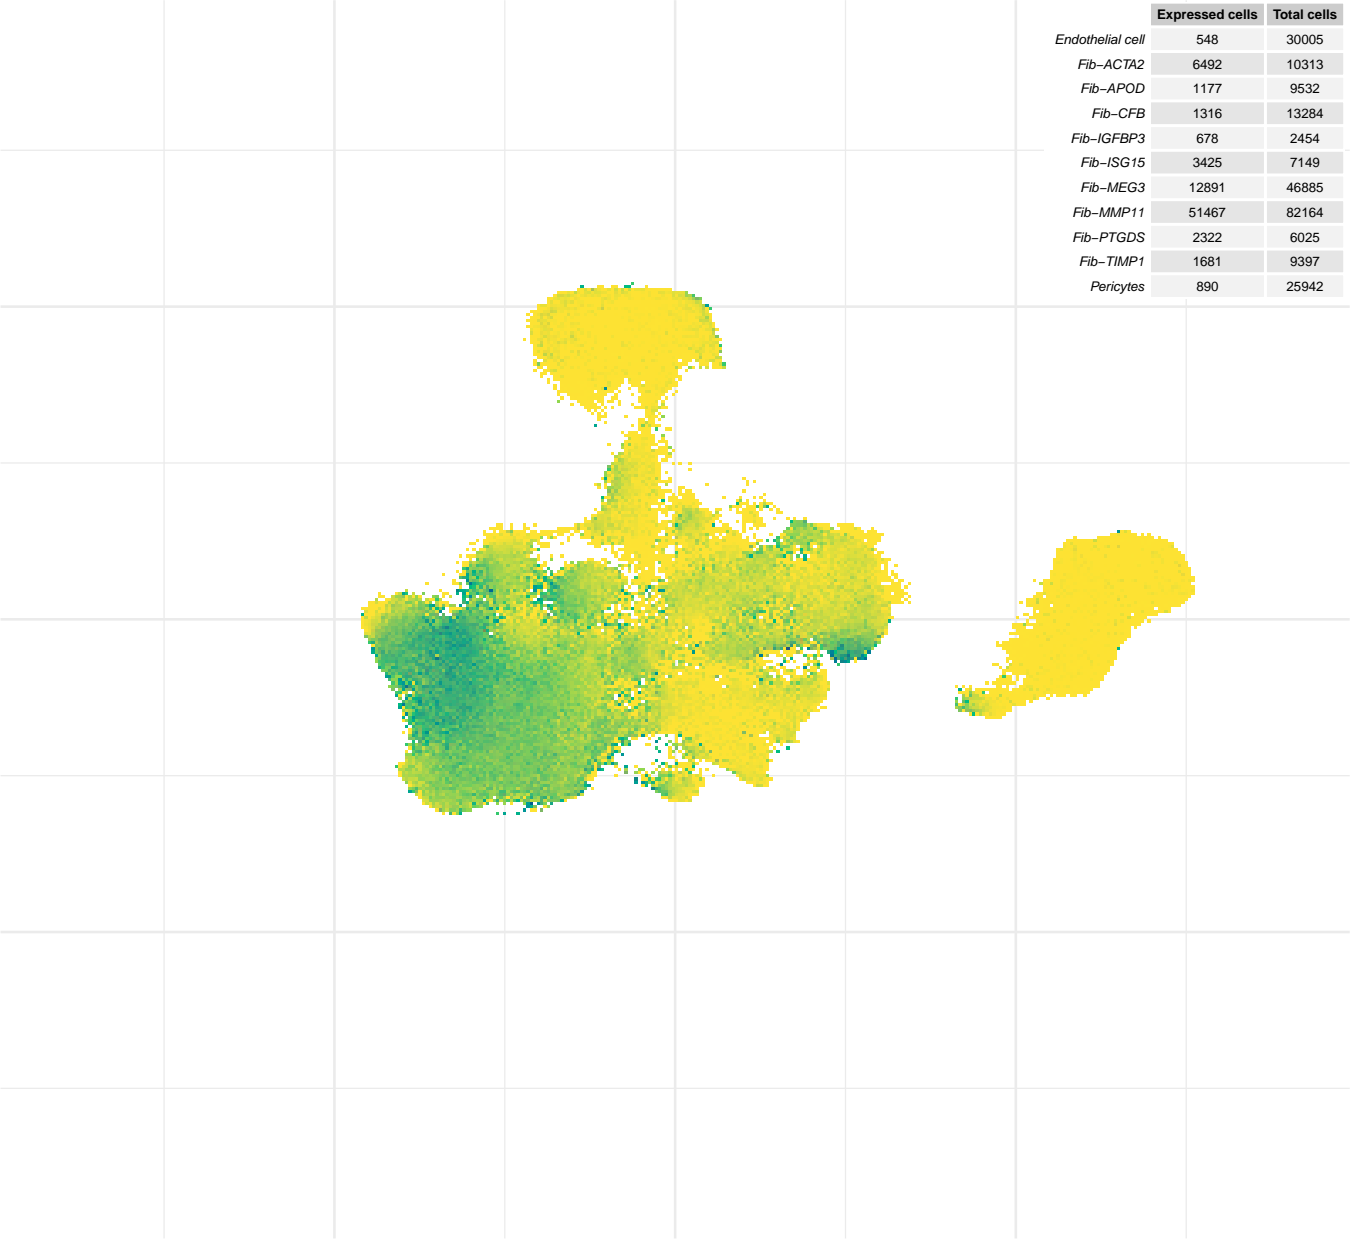 Expressed cells Total cells
Endothelial cell 548 30005
Fib−ACTA2 6492 10313
Fib−APOD 1177 9532
Fib−CFB 1316 13284
Fib−IGFBP3 678 2454
Fib−ISG15 3425 7149
Fib−MEG3 12891 46885
Fib−MMP11 51467 82164
Fib−PTGDS 2322 6025
Fib−TIMP1 1681 9397
Pericytes 890 25942